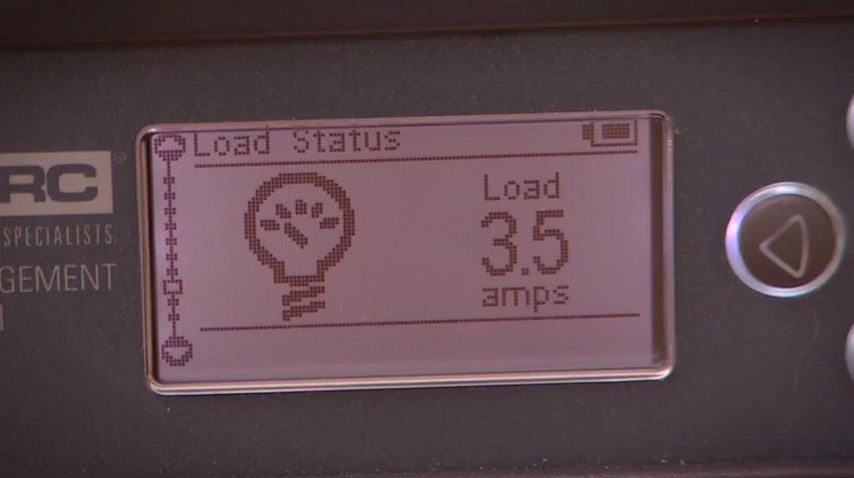 Load Status
Load
3.5
amps
RC
SPECIALISTS
GEMENT